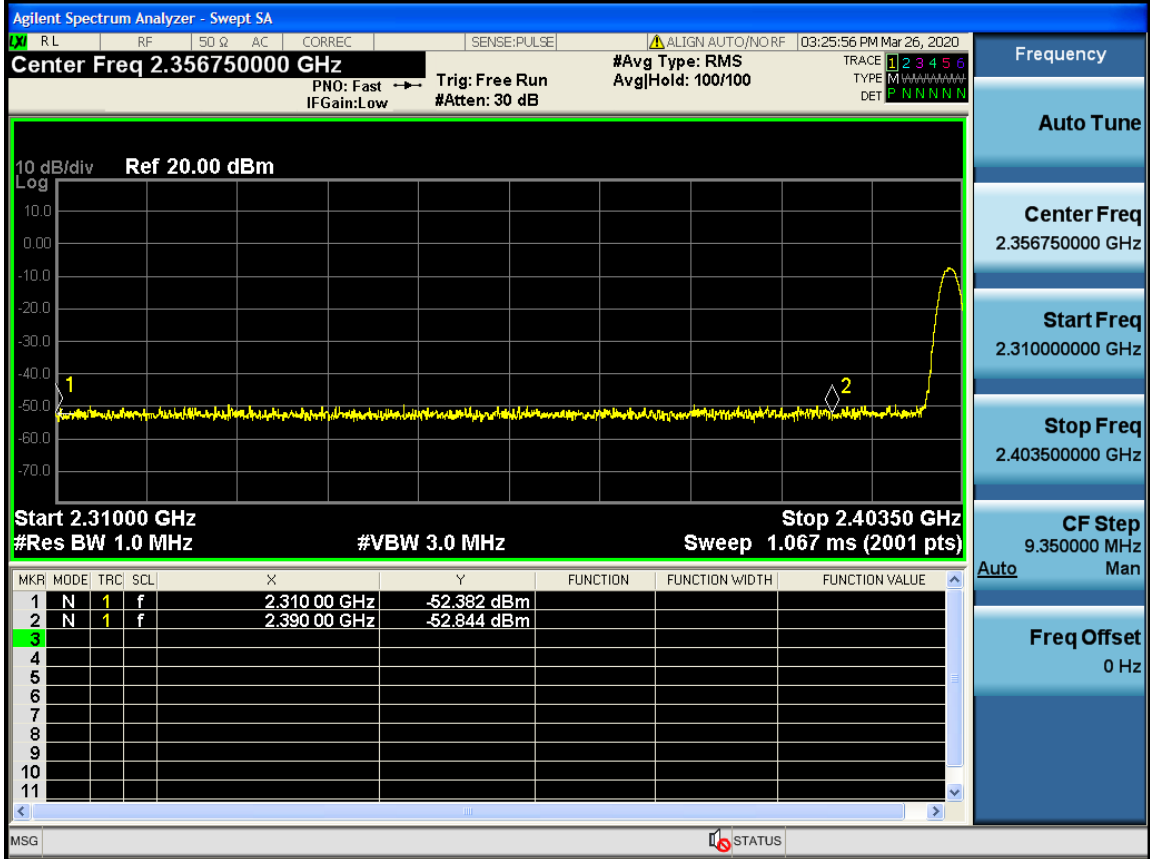 Agilent Spectrum Analyzer - Swept SA
LXI RL RF 50 Ω AC CORREC SENSE:PULSE ALIGN AUTO/NO RF 03:25:56 PM Mar 26, 2020
Center Freq 2.356750000 GHz
PNO: Fast
IFGain:Low
Trig: Free Run
#Atten: 30 dB
#Avg Type: RMS
Avg|Hold: 100/100
TRACE 1 2 3 4 5 6
TYPE M
DET P N N N N N
10 dB/div Ref 20.00 dBm
Log
10.0
0.00
-10.0
-20.0
-30.0
-40.0
-50.0
-60.0
-70.0
1
2
Start 2.31000 GHz
Stop 2.40350 GHz
#Res BW 1.0 MHz
#VBW 3.0 MHz
Sweep 1.067 ms (2001 pts)
MKR MODE TRC SCL X Y FUNCTION FUNCTION WIDTH FUNCTION VALUE
1 N 1 f 2.310 00 GHz -52.382 dBm
2 N 1 f 2.390 00 GHz -52.844 dBm
3
4
5
6
7
8
9
10
11
MSG
STATUS
Frequency
Auto Tune
Center Freq
2.356750000 GHz
Start Freq
2.310000000 GHz
Stop Freq
2.403500000 GHz
CF Step
9.350000 MHz
Auto Man
Freq Offset
0 Hz